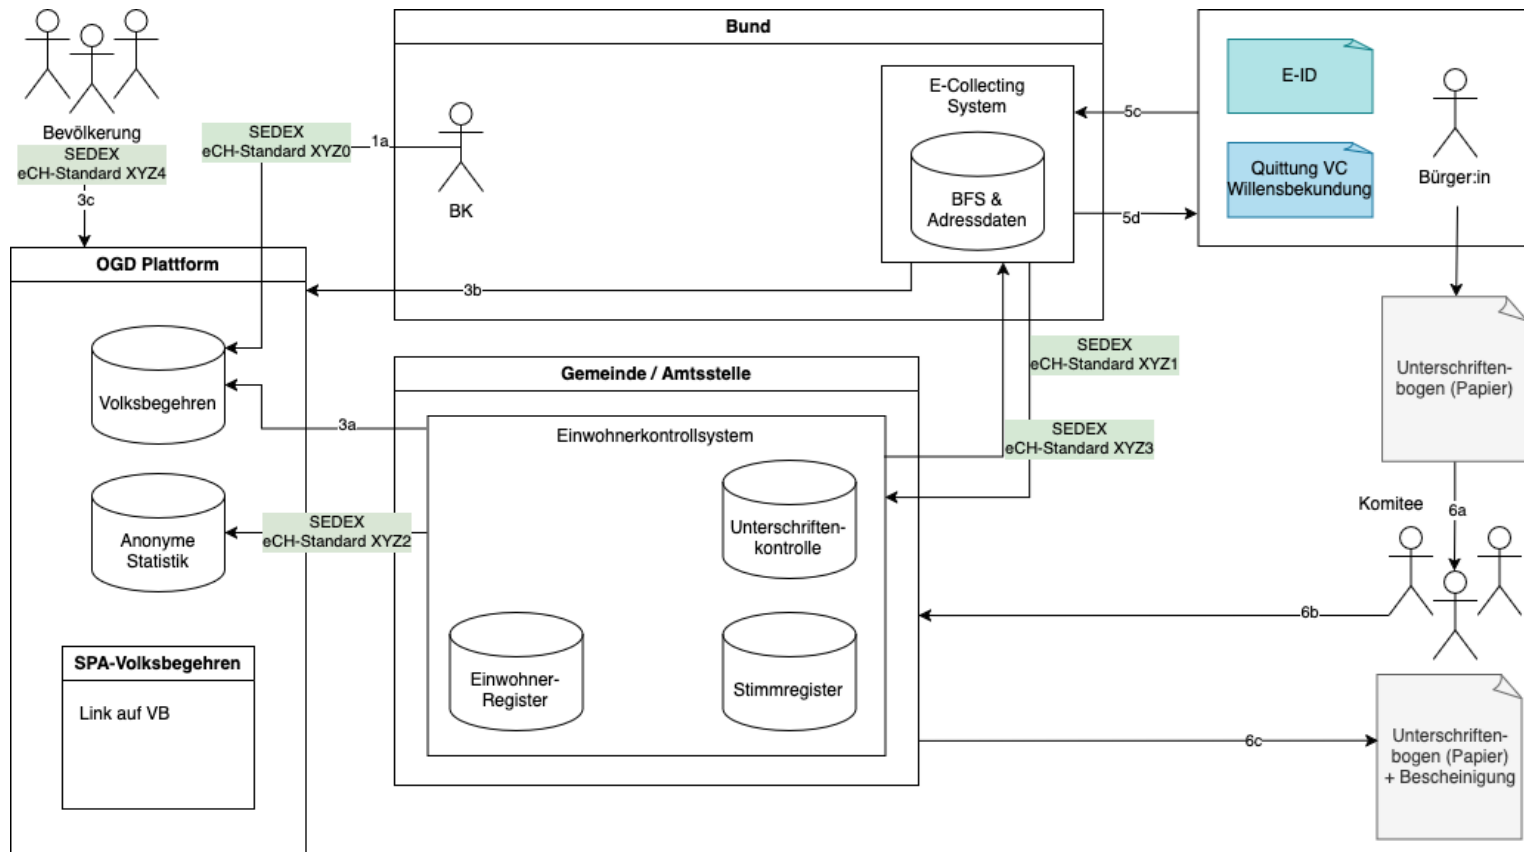 Bund
E-Collecting
System
BFS &
Adressdaten
E-ID
Quittung VC
Willensbekundung
Bürger:in
Bevölkerung
SEDEX
eCH-Standard XYZ4
3c
SEDEX
eCH-Standard XYZ0
1a
BK
5c
5d
OGD Plattform
3b
Volksbegehren
3a
Anonyme
Statistik
SEDEX
eCH-Standard XYZ2
SPA-Volksbegehren
Link auf VB
Gemeinde / Amtsstelle
Einwohnerkontrollsystem
Unterschriften-
kontrolle
Einwohner-
Register
Stimmregister
SEDEX
eCH-Standard XYZ1
SEDEX
eCH-Standard XYZ3
Unterschriften-
bogen (Papier)
Komitee
6a
6b
6c
Unterschriften-
bogen (Papier)
+ Bescheinigung